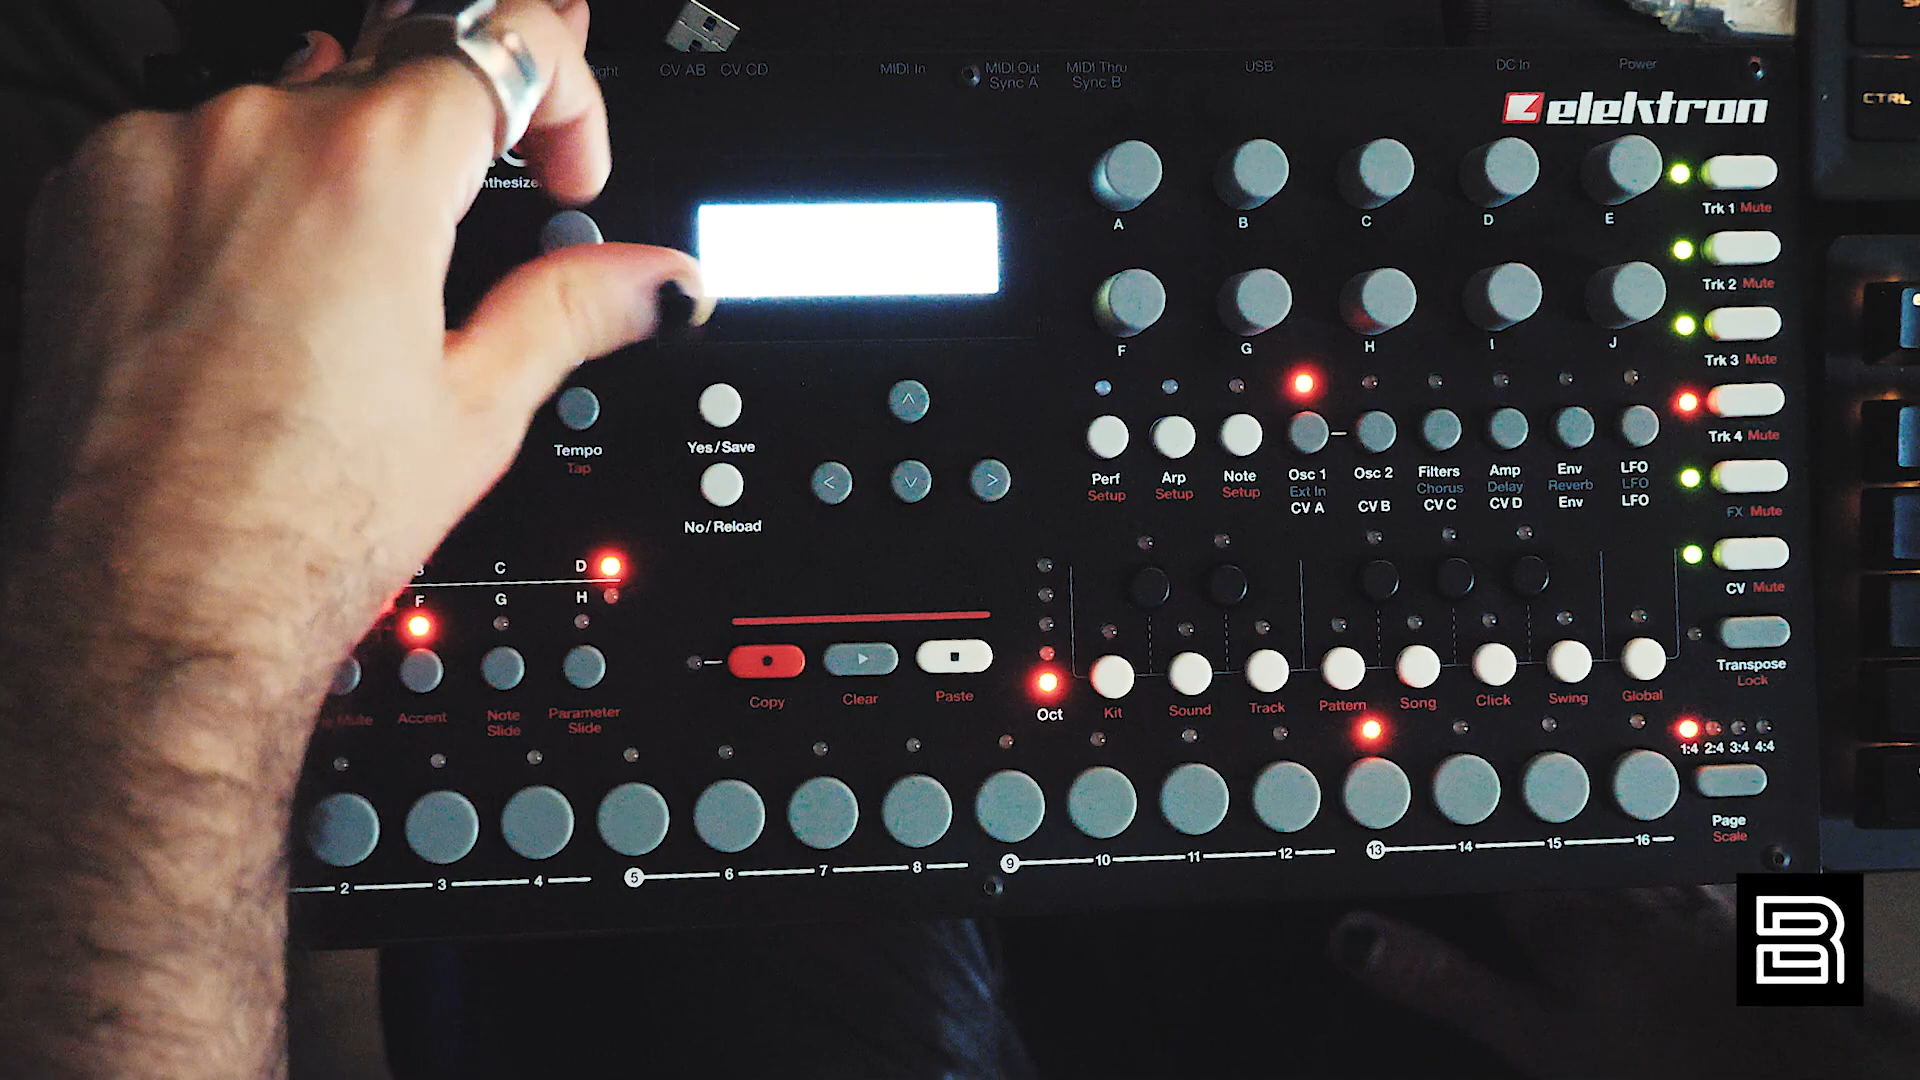 CV AB CV CD MIDI In MIDI Out MIDI Thru USB DC In Power
Sync A Sync B
elektron
CTRL
A B C D E
Trk 1 Mute
Trk 2 Mute
F G H I J
Trk 3 Mute
Trk 4 Mute
Tempo
Tap
Yes/Save
No/Reload
Perf Arp Note Osc 1 Osc 2 Filters Amp Env LFO
Setup Setup Setup Ext In Chorus Delay Reverb LFO
CV A CV B CV C CV D Env LFO
FX Mute
CV Mute
C D
F G H
Transpose
Lock
Copy Clear Paste
Oct
Kit Sound Track Pattern Song Click Swing Global
Accent Note Slide Parameter Slide
1:4 2:4 3:4 4:4
Page
Scale
2 3 4 5 6 7 8 9 10 11 12 13 14 15 16